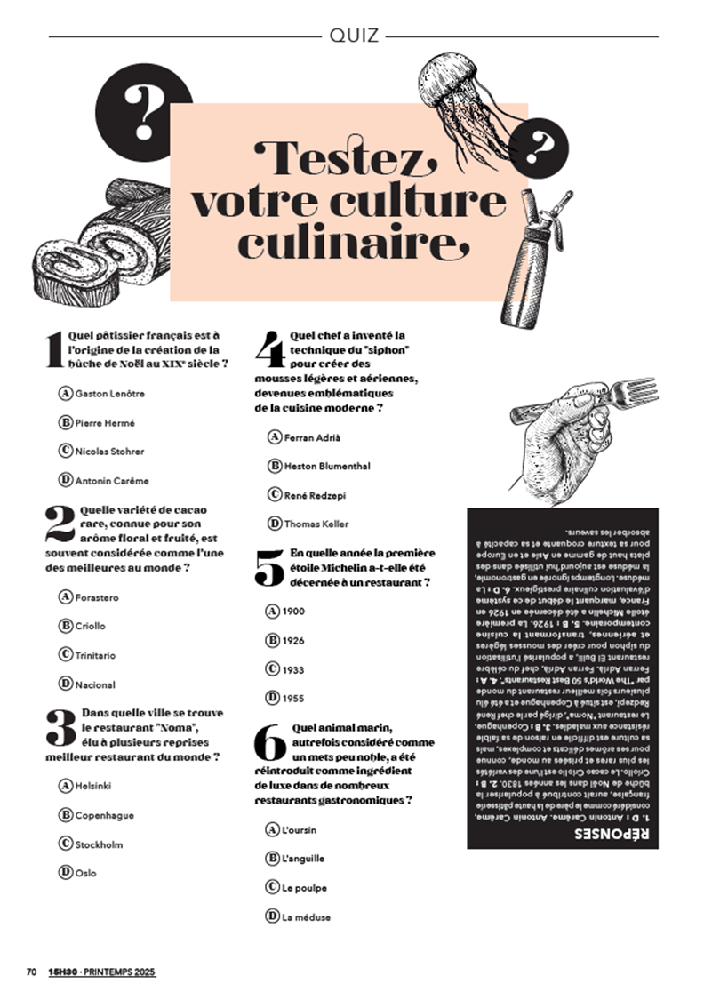 QUIZ
?
?
Testez
votre culture
culinaire
1 Quel pâtissier français est à
l'origine de la création de la
bûche de Noël au XIXᵉ siècle ?
A Gaston Lenôtre
B Pierre Hermé
C Nicolas Stohrer
D Antonin Carême
2 Quelle variété de cacao
rare, connue pour son
arôme floral et fruité, est
souvent considérée comme l'une
des meilleures au monde ?
A Forastero
B Criollo
C Trinitario
D Nacional
3 Dans quelle ville se trouve
le restaurant "Noma",
élu à plusieurs reprises
meilleur restaurant du monde ?
A Helsinki
B Copenhague
C Stockholm
D Oslo
4 Quel chef a inventé la
technique du "siphon"
pour créer des
mousses légères et aériennes,
devenues emblématiques
de la cuisine moderne ?
A Ferran Adrià
B Heston Blumenthal
C René Redzepi
D Thomas Keller
5 En quelle année la première
étoile Michelin a-t-elle été
décernée à un restaurant ?
A 1900
B 1926
C 1933
D 1955
6 Quel animal marin,
autrefois considéré comme
un mets peu noble, a été
réintroduit comme ingrédient
de luxe dans de nombreux
restaurants gastronomiques ?
A L'oursin
B L'anguille
C Le poulpe
D La méduse
RÉPONSES
1. D : Antonin Carême. Antonin Carême,
considéré comme le père de la haute pâtisserie
française, aurait contribué à populariser la
bûche de Noël dans les années 1830. 2. B :
Criollo. Le cacao Criollo est l'une des variétés
les plus rares et prisées au monde, connue
pour ses arômes délicats et complexes, mais
sa culture est difficile en raison de sa faible
résistance aux maladies. 3. B : Copenhague.
Le restaurant "Noma", dirigé par le chef René
Redzepi, est situé à Copenhague et a été élu
plusieurs fois meilleur restaurant du monde
par "The World's 50 Best Restaurants". 4. A :
Ferran Adrià. Ferran Adrià, chef du célèbre
restaurant El Bulli, a popularisé l'utilisation
du siphon pour créer des mousses légères
et aériennes, transformant la cuisine
contemporaine. 5. B : 1926. La première
étoile Michelin a été décernée en 1926 en
France, marquant le début de ce système
d'évaluation culinaire prestigieux. 6. D : La
méduse. Longtemps ignorée en gastronomie,
la méduse est aujourd'hui utilisée dans des
plats haut de gamme en Asie et en Europe
pour sa texture croquante et sa capacité à
absorber les saveurs.
70 15H30 · PRINTEMPS 2025